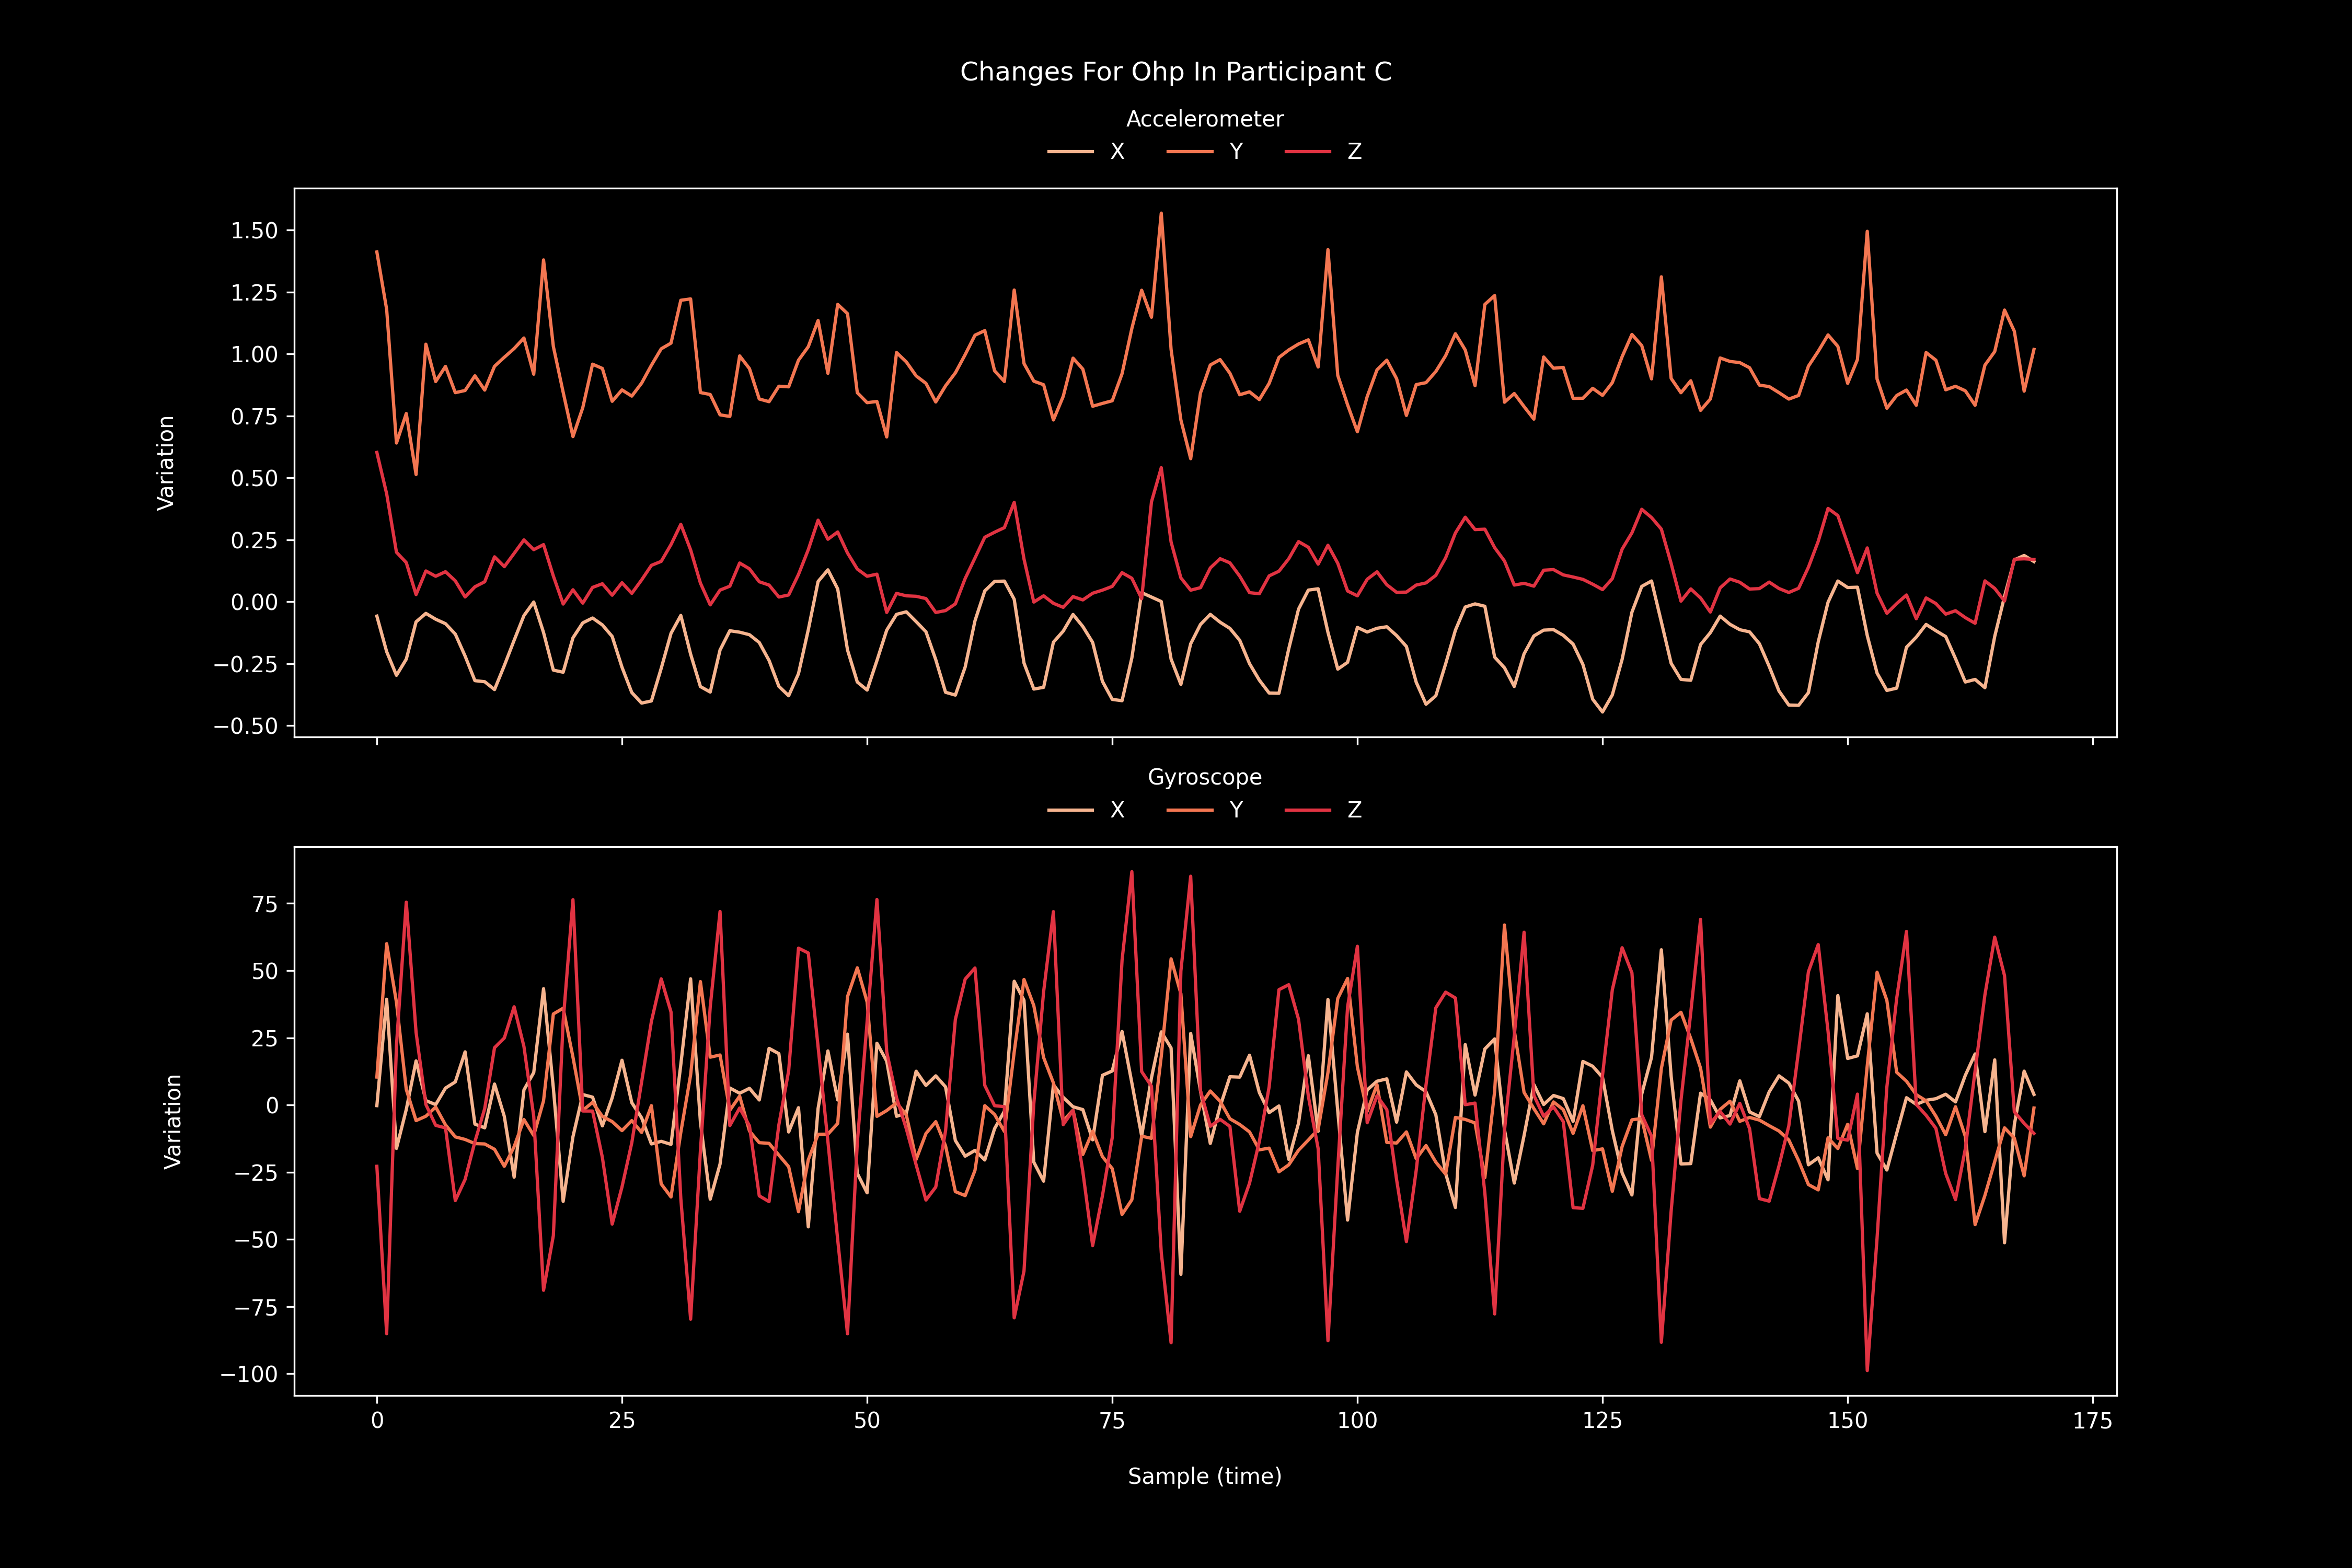 Changes For Ohp In Participant C
Accelerometer
X Y Z
1.50
1.25
1.00
0.75
0.50
0.25
0.00
−0.25
−0.50
Variation
Gyroscope
X Y Z
75
50
25
0
−25
−50
−75
−100
Variation
0 25 50 75 100 125 150 175
Sample (time)